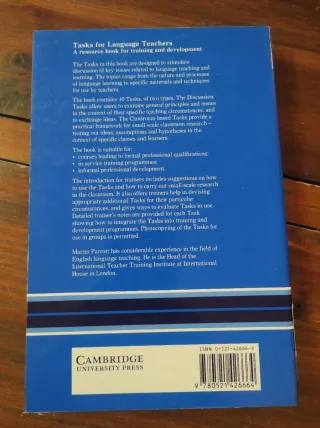 Tasks for Language Teachers
A resource book for training and development
The Tasks in this book are designed to stimulate
discussion of key issues related to language teaching and
learning. The topics range from the nature and processes
of language learning to specific materials and techniques
for use by teachers.
The book contains 40 Tasks, of two types. The Discussion
Tasks allow users to examine general principles and issues
in the context of their specific teaching circumstances, and
to exchange ideas. The Classroom-based Tasks provide a
practical framework for small-scale classroom research –
testing out ideas, assumptions and hypotheses in the
context of specific classes and learners.
The book is suitable for:
• courses leading to formal professional qualifications;
• in-service training programmes;
• informal professional development.
The introduction for trainers includes suggestions on how
to use the Tasks and how to carry out small-scale research
in the classroom. It also offers trainers help in developing
appropriate additional Tasks for their particular
circumstances, and gives ways to evaluate Tasks in use.
Detailed trainer's notes are provided for each Task
showing how to integrate the Tasks into training and
development programmes. Photocopying of the Tasks for
use in groups is permitted.
Martin Parrott has considerable experience in the field of
English language teaching. He is the Head of the
International Teacher Training Institute at International
House in London.
CAMBRIDGE
UNIVERSITY PRESS
ISBN 0-521-42666-9
9 780521 426664